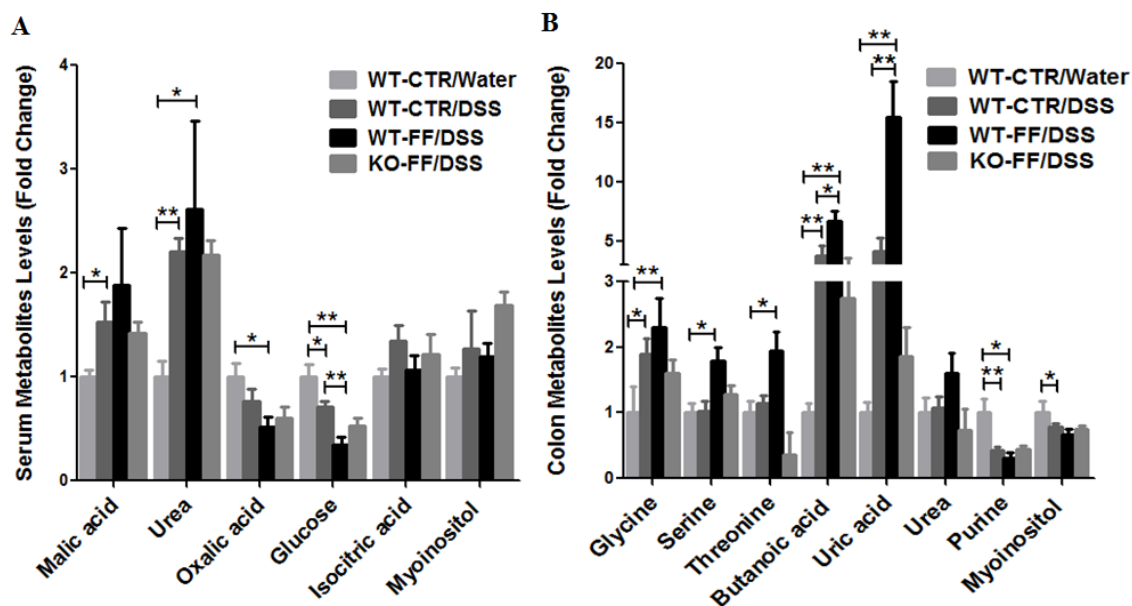 A
Serum Metabolites Levels (Fold Change)
4
3
2
1
0
WT-CTR/Water
WT-CTR/DSS
WT-FF/DSS
KO-FF/DSS
*
*
**
*
*
**
*
**
Malic acid
Urea
Oxalic acid
Glucose
Isocitric acid
Myoinositol
B
Colon Metabolites Levels (Fold Change)
20
15
10
5
3
2
1
0
WT-CTR/Water
WT-CTR/DSS
WT-FF/DSS
KO-FF/DSS
**
*
*
*
**
*
**
**
**
*
**
*
Glycine
Serine
Threonine
Butanoic acid
Uric acid
Urea
Purine
Myoinositol